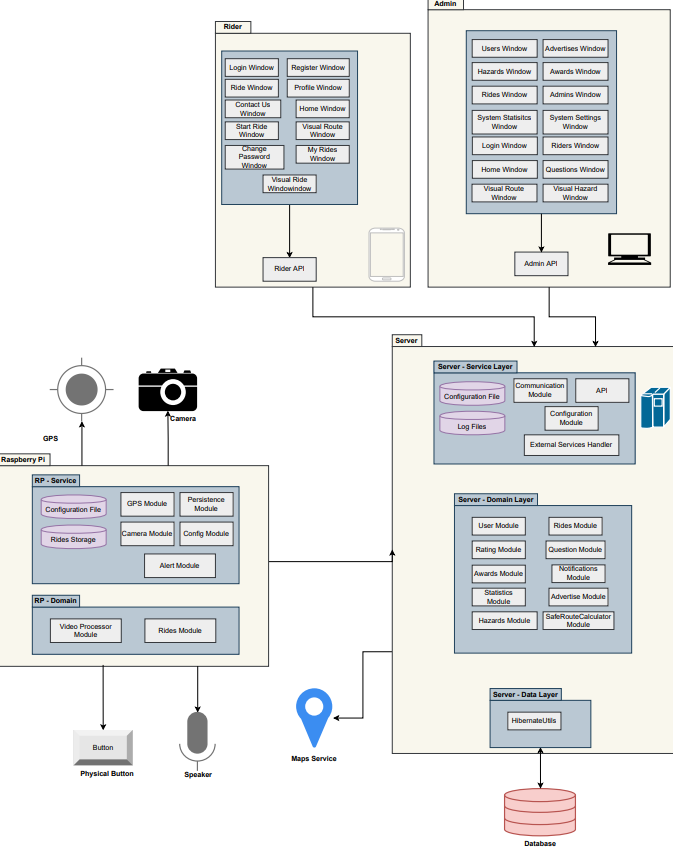 Rider
Login Window
Register Window
Ride Window
Profile Window
Contact Us
Window
Home Window
Start Ride
Window
Visual Route
Window
Change
Password
Window
My Rides
Window
Visual Ride
Windowindow
Rider API
Admin
Users Window
Advertises Window
Hazards Window
Awards Window
Rides Window
Admins Window
System Statisitcs
Window
System Settings
Window
Login Window
Riders Window
Home Window
Questions Window
Visual Route
Window
Visual Hazard
Window
Admin API
GPS
Camera
Raspberry Pi
RP - Service
Configuration File
GPS Module
Persistence
Module
Rides Storage
Camera Module
Config Module
Alert Module
RP - Domain
Video Processor
Module
Rides Module
Button
Physical Button
Speaker
Server
Server - Service Layer
Configuration File
Communication
Module
API
Log Files
Configuration
Module
External Services Handler
Server - Domain Layer
User Module
Rides Module
Rating Module
Question Module
Awards Module
Notifications
Module
Statistics
Module
Advertise Module
Hazards Module
SafeRouteCalculator
Module
Server - Data Layer
HibernateUtils
Maps Service
Database